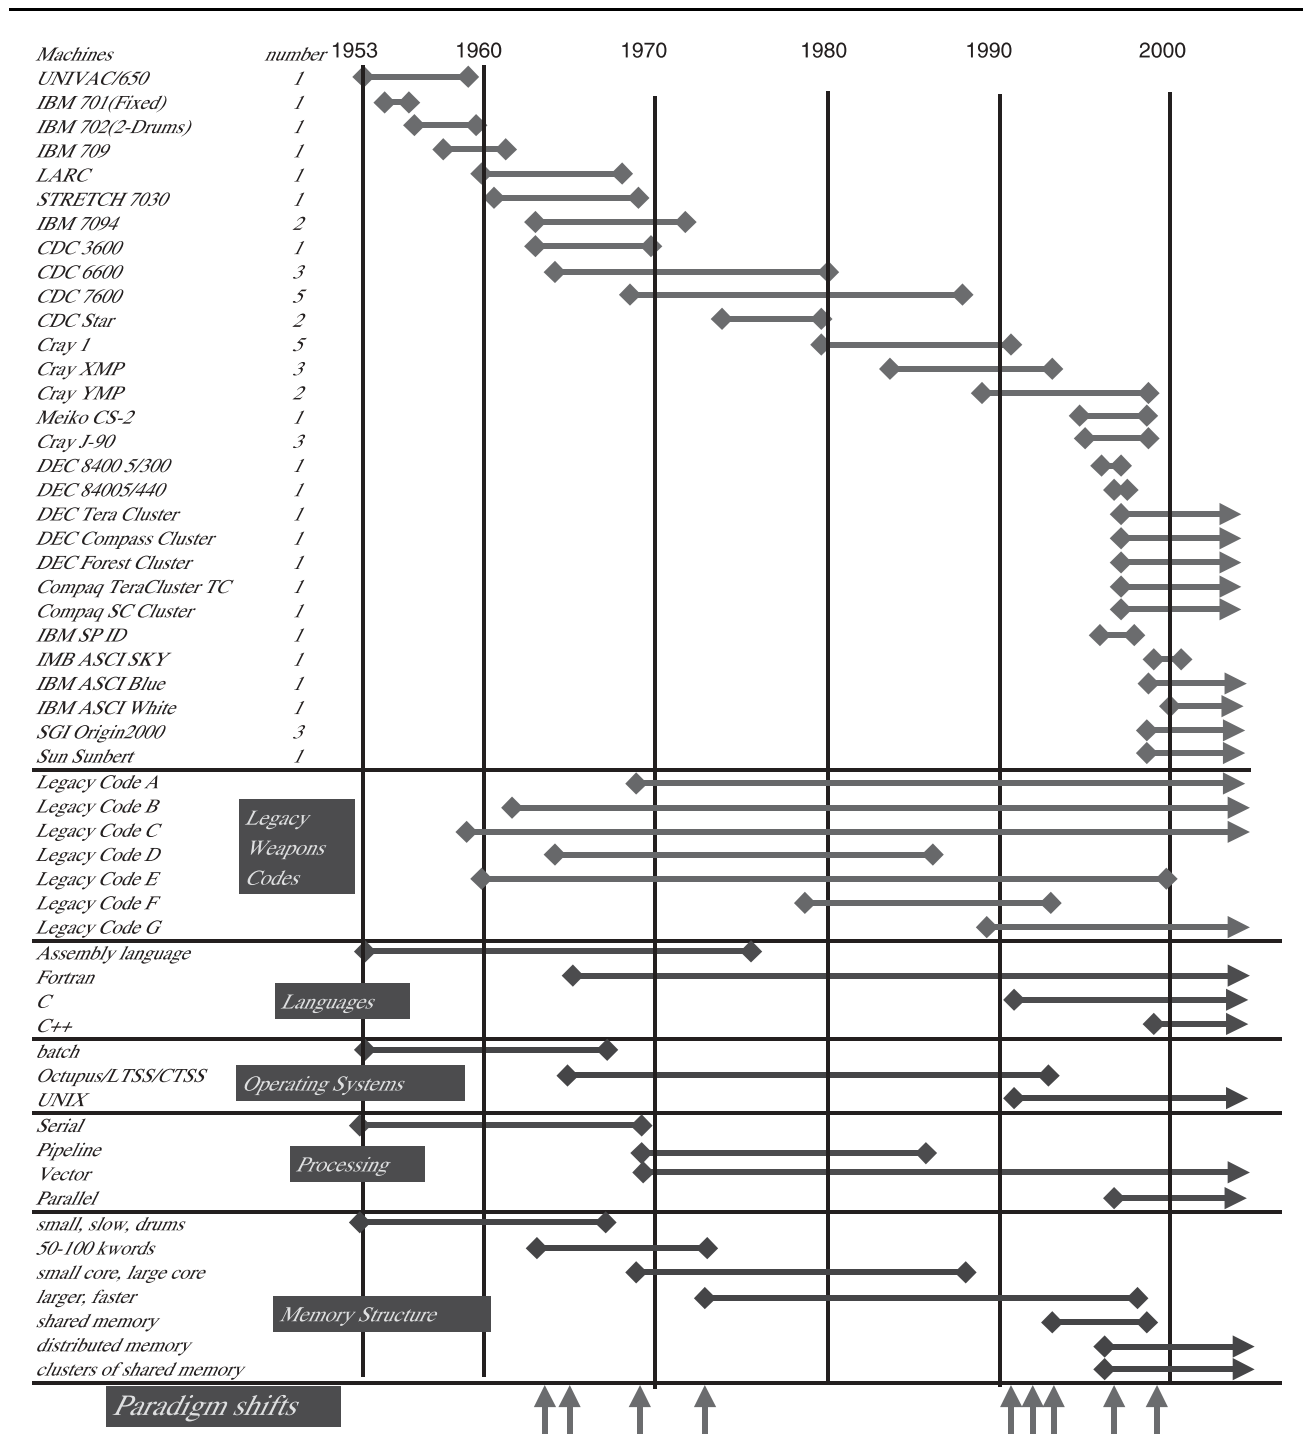 Machines number 1953 1960 1970 1980 1990 2000
UNIVAC/650 1
IBM 701(Fixed) 1
IBM 702(2-Drums) 1
IBM 709 1
LARC 1
STRETCH 7030 1
IBM 7094 2
CDC 3600 1
CDC 6600 3
CDC 7600 5
CDC Star 2
Cray 1 5
Cray XMP 3
Cray YMP 2
Meiko CS-2 1
Cray J-90 3
DEC 8400 5/300 1
DEC 84005/440 1
DEC Tera Cluster 1
DEC Compass Cluster 1
DEC Forest Cluster 1
Compaq TeraCluster TC 1
Compaq SC Cluster 1
IBM SP ID 1
IMB ASCI SKY 1
IBM ASCI Blue 1
IBM ASCI White 1
SGI Origin2000 3
Sun Sunbert 1
Legacy Code A
Legacy Code B
Legacy Code C
Legacy Code D
Legacy Code E
Legacy Code F
Legacy Code G
Legacy
Weapons
Codes
Assembly language
Fortran
C
C++
Languages
batch
Octupus/LTSS/CTSS
UNIX
Operating Systems
Serial
Pipeline
Vector
Parallel
Processing
small, slow, drums
50-100 kwords
small core, large core
larger, faster
shared memory
distributed memory
clusters of shared memory
Memory Structure
Paradigm shifts